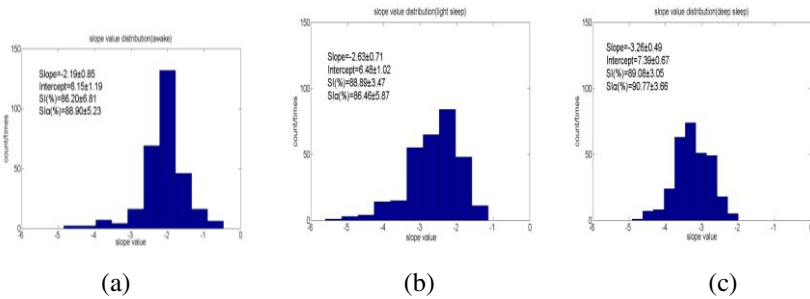 slope value distribution(awake)
Slope=-2.19±0.85
Intercept=6.15±1.19
SI(%)=86.20±6.81
SIα(%)=88.90±5.23
count/times
150
100
50
0
-6 -5 -4 -3 -2 -1 0
slope value
(a)
slope value distribution(light sleep)
Slope=-2.63±0.71
Intercept=6.48±1.02
SI(%)=88.89±3.47
SIα(%)=86.46±5.87
count/times
150
100
50
0
-6 -5 -4 -3 -2 -1 0
slope value
(b)
slope value distribution(deep sleep)
Slope=-3.26±0.49
Intercept=7.39±0.67
SI(%)=89.08±3.05
SIα(%)=90.77±3.66
count/times
150
100
50
0
-6 -5 -4 -3 -2 -1 0
slope value
(c)